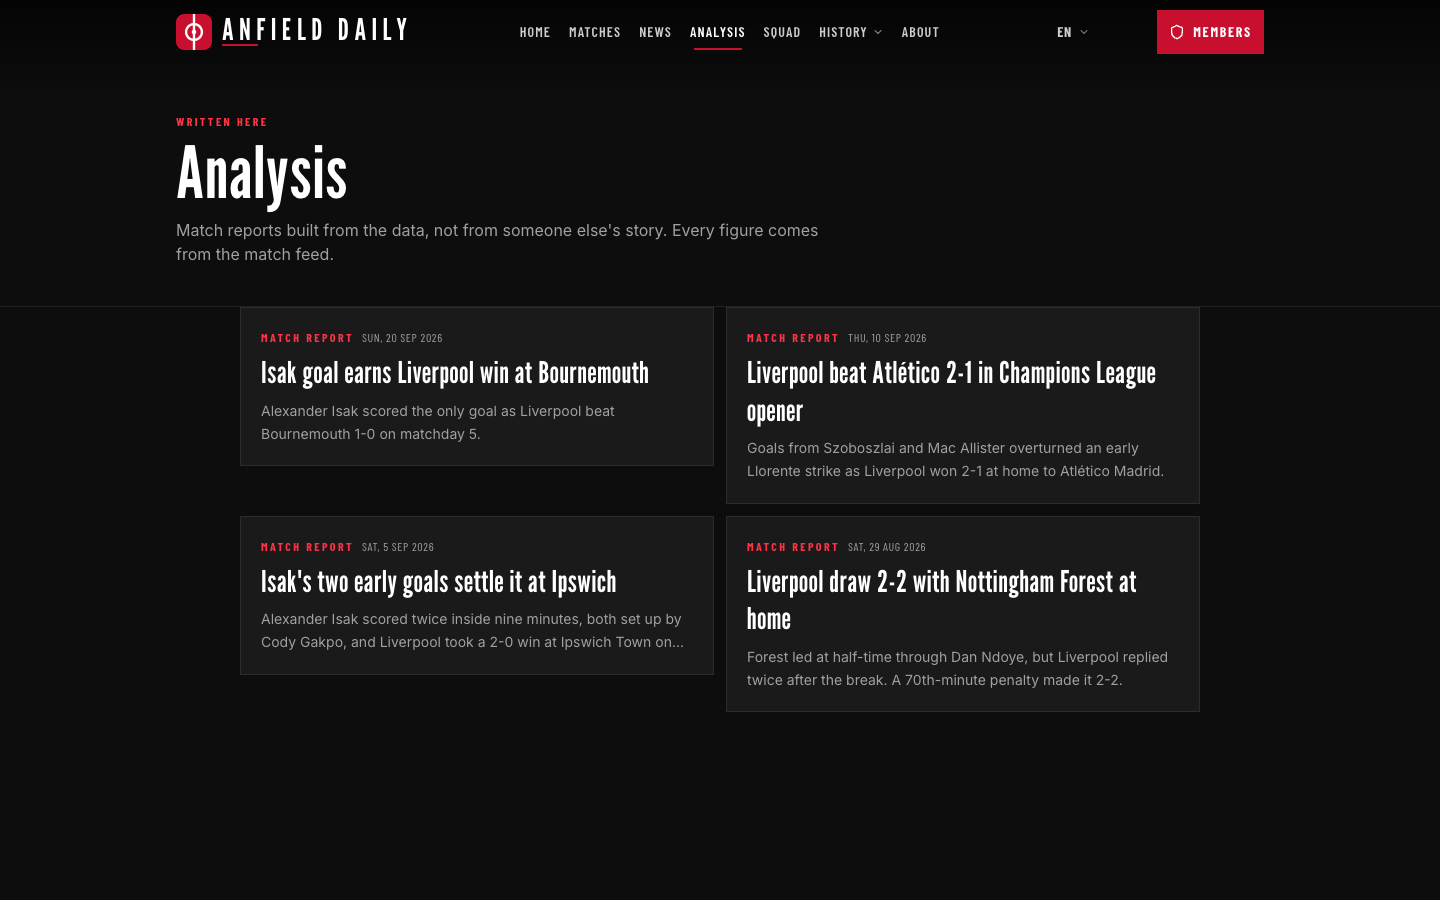 ANFIELD DAILY
HOME MATCHES NEWS ANALYSIS SQUAD HISTORY ABOUT
EN
MEMBERS
WRITTEN HERE
Analysis
Match reports built from the data, not from someone else's story. Every figure comes
from the match feed.
MATCH REPORT SUN, 20 SEP 2026
Isak goal earns Liverpool win at Bournemouth
Alexander Isak scored the only goal as Liverpool beat
Bournemouth 1-0 on matchday 5.
MATCH REPORT THU, 10 SEP 2026
Liverpool beat Atlético 2-1 in Champions League
opener
Goals from Szoboszlai and Mac Allister overturned an early
Llorente strike as Liverpool won 2-1 at home to Atlético Madrid.
MATCH REPORT SAT, 5 SEP 2026
Isak's two early goals settle it at Ipswich
Alexander Isak scored twice inside nine minutes, both set up by
Cody Gakpo, and Liverpool took a 2-0 win at Ipswich Town on...
MATCH REPORT SAT, 29 AUG 2026
Liverpool draw 2-2 with Nottingham Forest at
home
Forest led at half-time through Dan Ndoye, but Liverpool replied
twice after the break. A 70th-minute penalty made it 2-2.